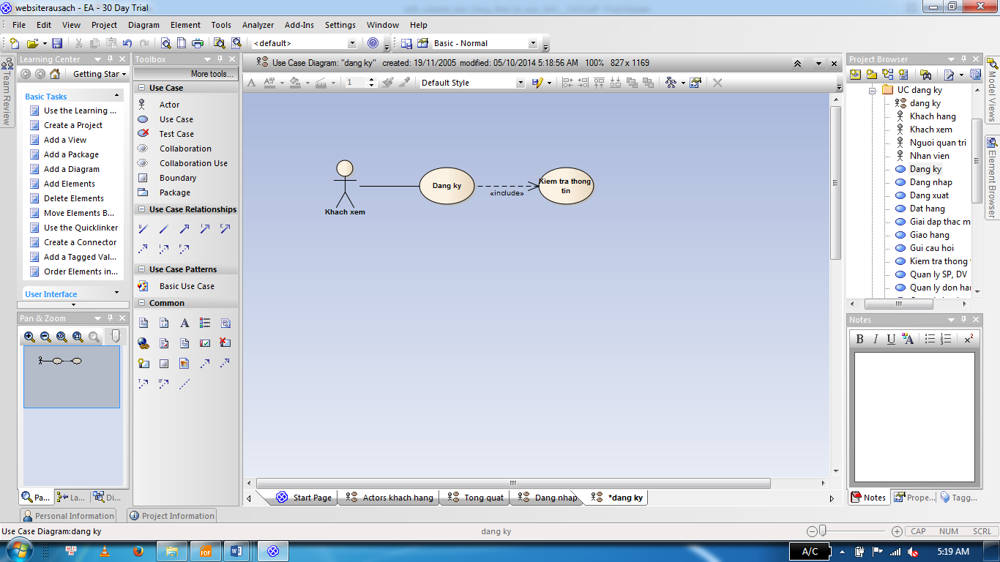 websiterausach - EA - 30 Day Trial
File Edit View Project Diagram Element Tools Analyzer Add-Ins Settings Window Help
<default>
Basic - Normal
Team Review
Learning Center
Getting Star
Basic Tasks
Use the Learning ...
Create a Project
Add a View
Add a Package
Add a Diagram
Add Elements
Delete Elements
Move Elements B...
Use the Quicklinker
Create a Connector
Add a Tagged Val...
Order Elements in...
User Interface
Pan & Zoom
Pa...
La...
Di...
Toolbox
More tools...
Use Case
Actor
Use Case
Test Case
Collaboration
Collaboration Use
Boundary
Package
Use Case Relationships
Use Case Patterns
Basic Use Case
Common
Use Case Diagram: "dang ky" created: 19/11/2005 modified: 05/10/2014 5:18:56 AM 100% 827 x 1169
1
Default Style
Khach xem
Dang ky
«include»
Kiem tra thong
tin
Start Page
Actors khach hang
Tong quat
Dang nhap
*dang ky
Project Browser
UC dang ky
dang ky
Khach hang
Khach xem
Nguoi quan tri
Nhan vien
Dang ky
Dang nhap
Dang xuat
Dat hang
Giai dap thac m
Giao hang
Gui cau hoi
Kiem tra thong
Quan ly SP, DV
Quan ly don har
Notes
B I U A x²
Notes
Prope...
Tagg...
Model Views
Element Browser
Personal Information
Project Information
Use Case Diagram:dang ky
dang ky
CAP NUM SCRL
PDF
A/C
5:19 AM